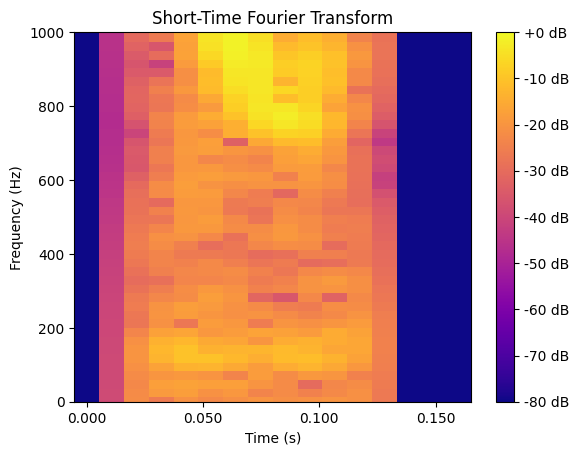 Short-Time Fourier Transform
1000
800
600
400
200
0
Frequency (Hz)
0.000
0.050
0.100
0.150
Time (s)
+0 dB
-10 dB
-20 dB
-30 dB
-40 dB
-50 dB
-60 dB
-70 dB
-80 dB